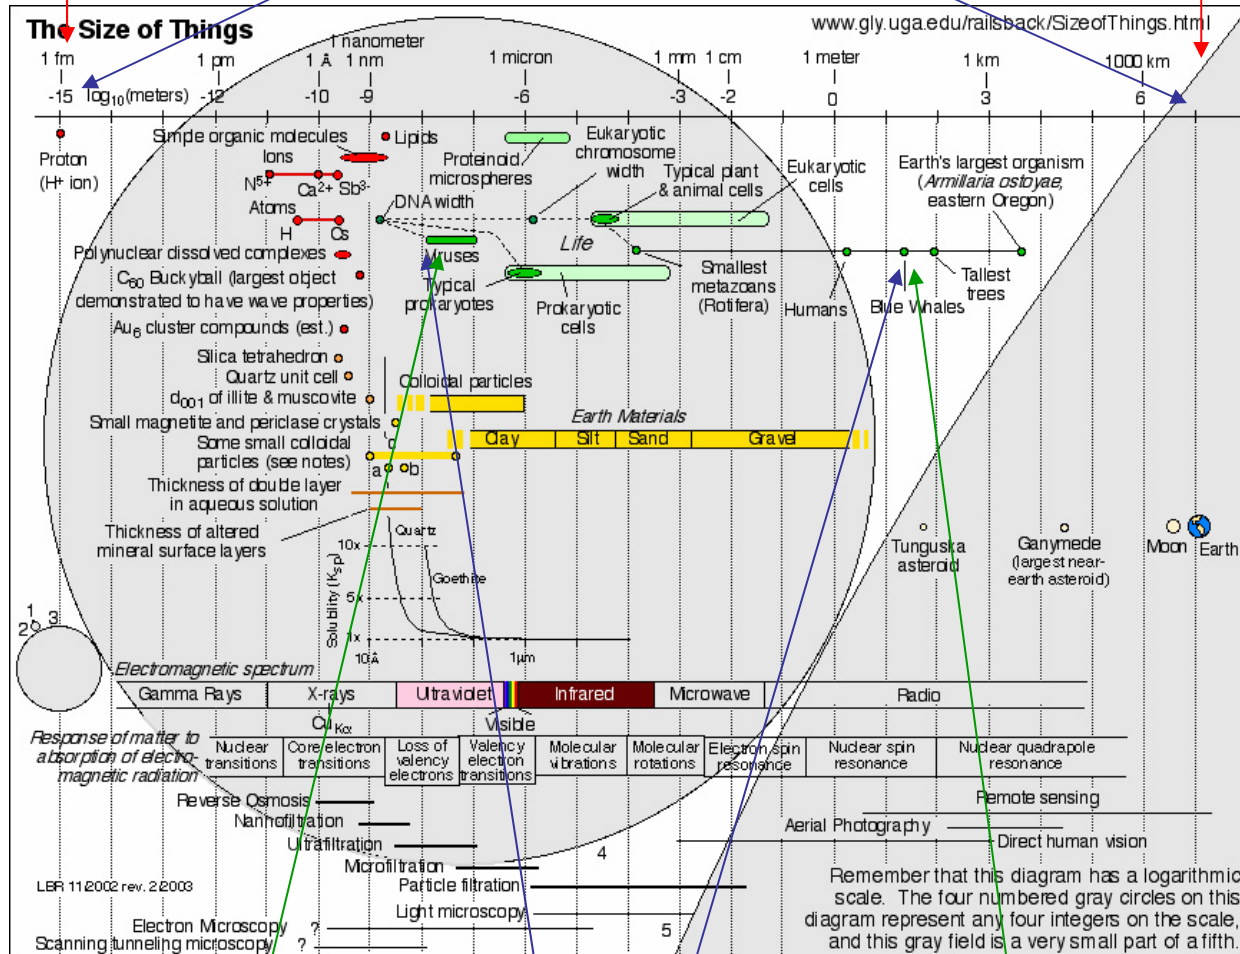 The Size of Things
www.gly.uga.edu/railsback/SizeofThings.html
1 nanometer
1 fm
1 pm
1 Å
1 nm
1 micron
1 mm
1 cm
1 meter
1 km
1000 km
-15
log10(meters)
-12
-10
-9
-6
-3
-2
0
3
6
Proton
(H+ ion)
Simple organic molecules
Lipids
Ions
N5+
Ca2+
Sb3-
Atoms
H
Cs
DNA width
Proteinoid
microspheres
Eukaryotic
chromosome
width
Typical plant
& animal cells
Eukaryotic
cells
Earth's largest organism
(Armillaria ostoyae,
eastern Oregon)
Life
Polynuclear dissolved complexes
Viruses
C60 Buckyball (largest object
demonstrated to have wave properties)
Typical
prokaryotes
Prokaryotic
cells
Smallest
metazoans
(Rotifera)
Humans
Blue Whales
Tallest
trees
Au6 cluster compounds (est.)
Silica tetrahedron
Quartz unit cell
d001 of illite & muscovite
Colloidal particles
Small magnetite and periclase crystals
Earth Materials
Some small colloidal
particles (see notes)
c
a
b
Clay
Silt
Sand
Gravel
Thickness of double layer
in aqueous solution
Thickness of altered
mineral surface layers
Quartz
Goethite
Solubility (Ksp)
10x
5x
1x
10Å
1µm
Tunguska
asteroid
Ganymede
(largest near-
earth asteroid)
Moon
Earth
1
2
3
Electromagnetic spectrum
Gamma Rays
X-rays
Ultraviolet
Infrared
Microwave
Radio
CuKα
Visible
Response of matter to
absorption of electro-
magnetic radiation
Nuclear
transitions
Core electron
transitions
Loss of
valency
electrons
Valency
electron
transitions
Molecular
vibrations
Molecular
rotations
Electron spin
resonance
Nuclear spin
resonance
Nuclear quadrapole
resonance
Reverse Osmosis
Nannofiltration
Ultrafiltration
Microfiltration
Particle filtration
Light microscopy
Electron Microscopy ?
Scanning tunneling microscopy ?
Remote sensing
Aerial Photography
Direct human vision
4
5
LBR 11/2002 rev. 2/2003
Remember that this diagram has a logarithmic
scale. The four numbered gray circles on this
diagram represent any four integers on the scale,
and this gray field is a very small part of a fifth.